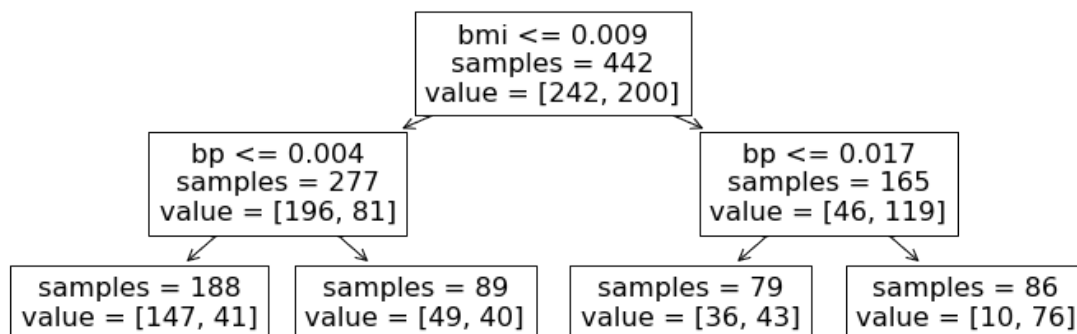 bmi <= 0.009
samples = 442
value = [242, 200]
bp <= 0.004
samples = 277
value = [196, 81]
bp <= 0.017
samples = 165
value = [46, 119]
samples = 188
value = [147, 41]
samples = 89
value = [49, 40]
samples = 79
value = [36, 43]
samples = 86
value = [10, 76]